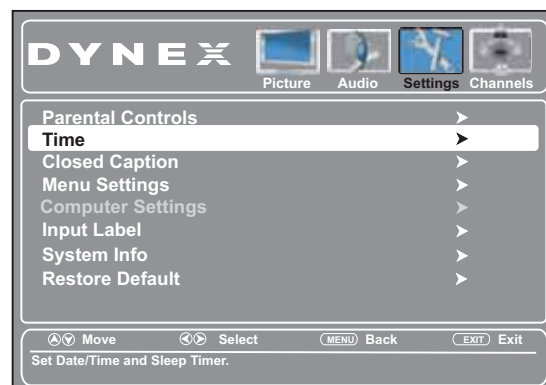 DYNEX
Picture Audio Settings Channels
Parental Controls
Time
Closed Caption
Menu Settings
Computer Settings
Input Label
System Info
Restore Default
Move Select MENU Back EXIT Exit
Set Date/Time and Sleep Timer.